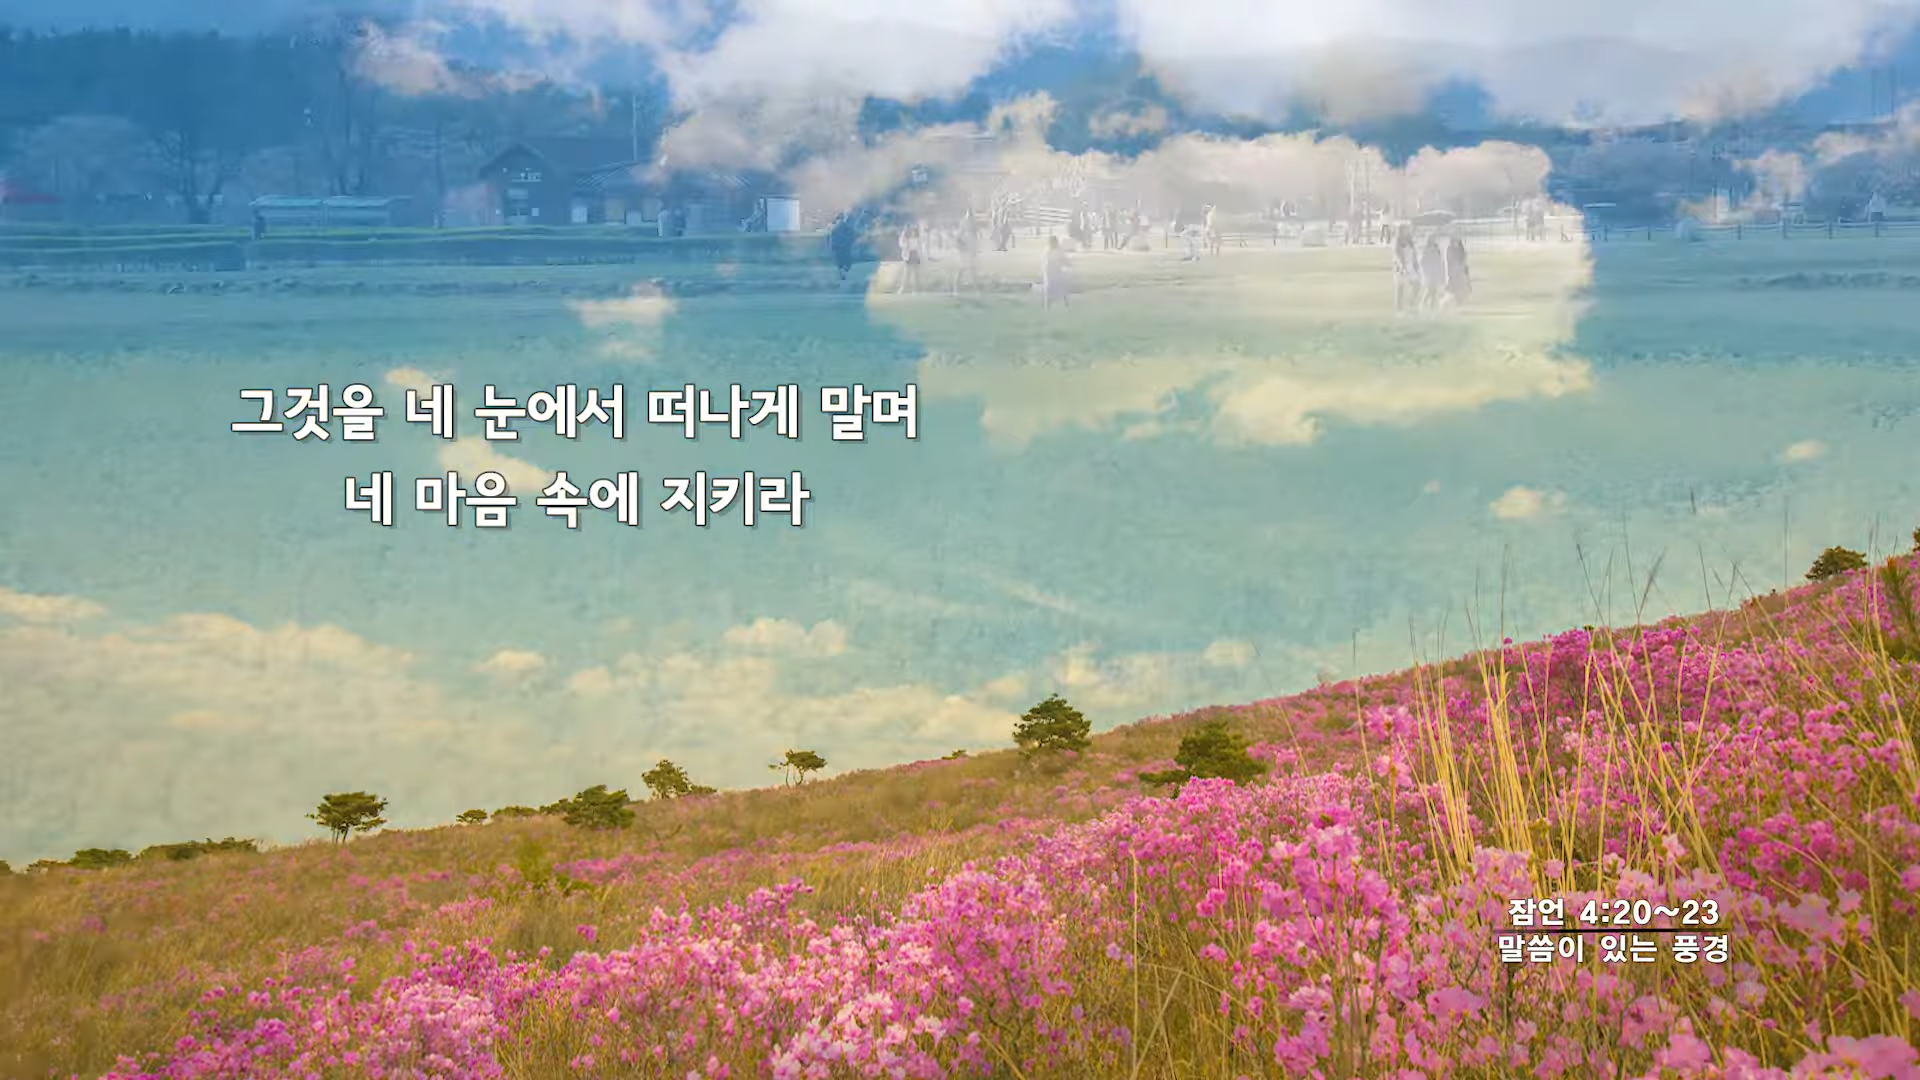 그것을 네 눈에서 떠나게 말며
네 마음 속에 지키라
잠언 4:20~23
말씀이 있는 풍경